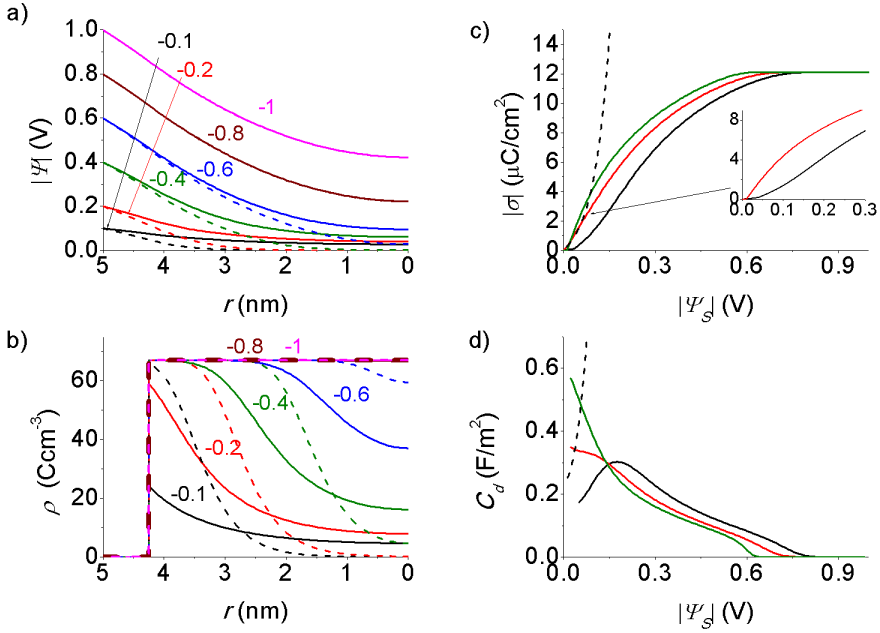 a)
1.0
0.8
0.6
0.4
0.2
0.0
|Ψ| (V)
-0.1
-0.2
-1
-0.8
-0.6
-0.4
5 4 3 2 1 0
r (nm)
b)
60
40
20
0
ρ (Ccm⁻³)
-0.8 -1
-0.6
-0.4
-0.2
-0.1
5 4 3 2 1 0
r (nm)
c)
14
12
10
8
6
4
2
0
|σ| (μC/cm²)
8
4
0
0.0 0.1 0.2 0.3
0.0 0.3 0.6 0.9
|Ψ_S| (V)
d)
0.6
0.4
0.2
0.0
C_d (F/m²)
0.0 0.3 0.6 0.9
|Ψ_S| (V)